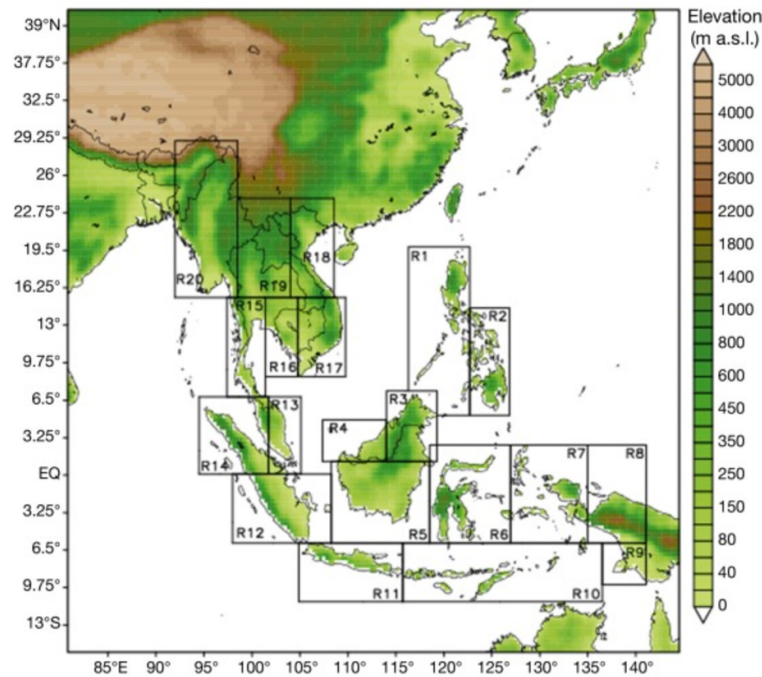 Elevation
(m a.s.l.)
39°N
37.75
32.5°
29.25°
26°
22.75°
19.5°
16.25°
13°
9.75°
6.5°
3.25°
EQ
3.25°
6.5°
9.75°
13°S
85°E 90° 95° 100° 105° 110° 115° 120° 125° 130° 135° 140°
R1
R2
R3
R4
R5
R6
R7
R8
R9
R10
R11
R12
R13
R14
R15
R16
R17
R18
R19
R20
5000
4000
3000
2600
2200
1800
1400
1000
800
600
450
350
250
150
80
40
0